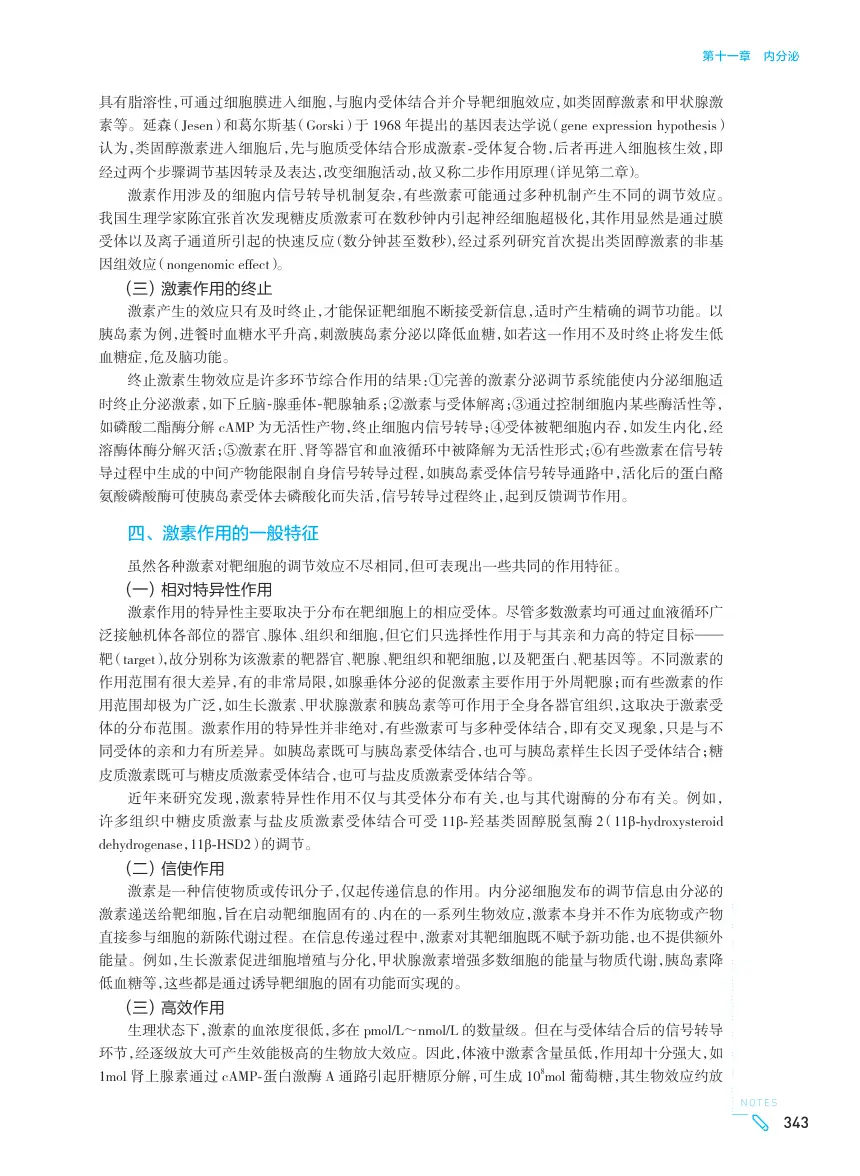 第十一章 内分泌
具有脂溶性,可通过细胞膜进入细胞,与胞内受体结合并介导靶细胞效应,如类固醇激素和甲状腺激
素等。延森(Jesen)和葛尔斯基(Gorski)于 1968 年提出的基因表达学说(gene expression hypothesis)
认为,类固醇激素进入细胞后,先与胞质受体结合形成激素-受体复合物,后者再进入细胞核生效,即
经过两个步骤调节基因转录及表达,改变细胞活动,故又称二步作用原理(详见第二章)。
激素作用涉及的细胞内信号转导机制复杂,有些激素可能通过多种机制产生不同的调节效应。
我国生理学家陈宜张首次发现糖皮质激素可在数秒钟内引起神经细胞超极化,其作用显然是通过膜
受体以及离子通道所引起的快速反应(数分钟甚至数秒),经过系列研究首次提出类固醇激素的非基
因组效应(nongenomic effect)。
(三)激素作用的终止
激素产生的效应只有及时终止,才能保证靶细胞不断接受新信息,适时产生精确的调节功能。以
胰岛素为例,进餐时血糖水平升高,刺激胰岛素分泌以降低血糖,如若这一作用不及时终止将发生低
血糖症,危及脑功能。
终止激素生物效应是许多环节综合作用的结果:①完善的激素分泌调节系统能使内分泌细胞适
时终止分泌激素,如下丘脑-腺垂体-靶腺轴系;②激素与受体解离;③通过控制细胞内某些酶活性等,
如磷酸二酯酶分解 cAMP 为无活性产物,终止细胞内信号转导;④受体被靶细胞内吞,如发生内化,经
溶酶体酶分解灭活;⑤激素在肝、肾等器官和血液循环中被降解为无活性形式;⑥有些激素在信号转
导过程中生成的中间产物能限制自身信号转导过程,如胰岛素受体信号转导通路中,活化后的蛋白酪
氨酸磷酸酶可使胰岛素受体去磷酸化而失活,信号转导过程终止,起到反馈调节作用。
四、激素作用的一般特征
虽然各种激素对靶细胞的调节效应不尽相同,但可表现出一些共同的作用特征。
(一)相对特异性作用
激素作用的特异性主要取决于分布在靶细胞上的相应受体。尽管多数激素均可通过血液循环广
泛接触机体各部位的器官、腺体、组织和细胞,但它们只选择性作用于与其亲和力高的特定目标——
靶(target),故分别称为该激素的靶器官、靶腺、靶组织和靶细胞,以及靶蛋白、靶基因等。不同激素的
作用范围有很大差异,有的非常局限,如腺垂体分泌的促激素主要作用于外周靶腺;而有些激素的作
用范围却极为广泛,如生长激素、甲状腺激素和胰岛素等可作用于全身各器官组织,这取决于激素受
体的分布范围。激素作用的特异性并非绝对,有些激素可与多种受体结合,即有交叉现象,只是与不
同受体的亲和力有所差异。如胰岛素既可与胰岛素受体结合,也可与胰岛素样生长因子受体结合;糖
皮质激素既可与糖皮质激素受体结合,也可与盐皮质激素受体结合等。
近年来研究发现,激素特异性作用不仅与其受体分布有关,也与其代谢酶的分布有关。例如,
许多组织中糖皮质激素与盐皮质激素受体结合可受 11β-羟基类固醇脱氢酶 2(11β-hydroxysteroid
dehydrogenase,11β-HSD2)的调节。
(二)信使作用
激素是一种信使物质或传讯分子,仅起传递信息的作用。内分泌细胞发布的调节信息由分泌的
激素递送给靶细胞,旨在启动靶细胞固有的、内在的一系列生物效应,激素本身并不作为底物或产物
直接参与细胞的新陈代谢过程。在信息传递过程中,激素对其靶细胞既不赋予新功能,也不提供额外
能量。例如,生长激素促进细胞增殖与分化,甲状腺激素增强多数细胞的能量与物质代谢,胰岛素降
低血糖等,这些都是通过诱导靶细胞的固有功能而实现的。
(三)高效作用
生理状态下,激素的血浓度很低,多在 pmol/L～nmol/L 的数量级。但在与受体结合后的信号转导
环节,经逐级放大可产生效能极高的生物放大效应。因此,体液中激素含量虽低,作用却十分强大,如
1mol 肾上腺素通过 cAMP-蛋白激酶 A 通路引起肝糖原分解,可生成 10⁸mol 葡萄糖,其生物效应约放
NOTES
343